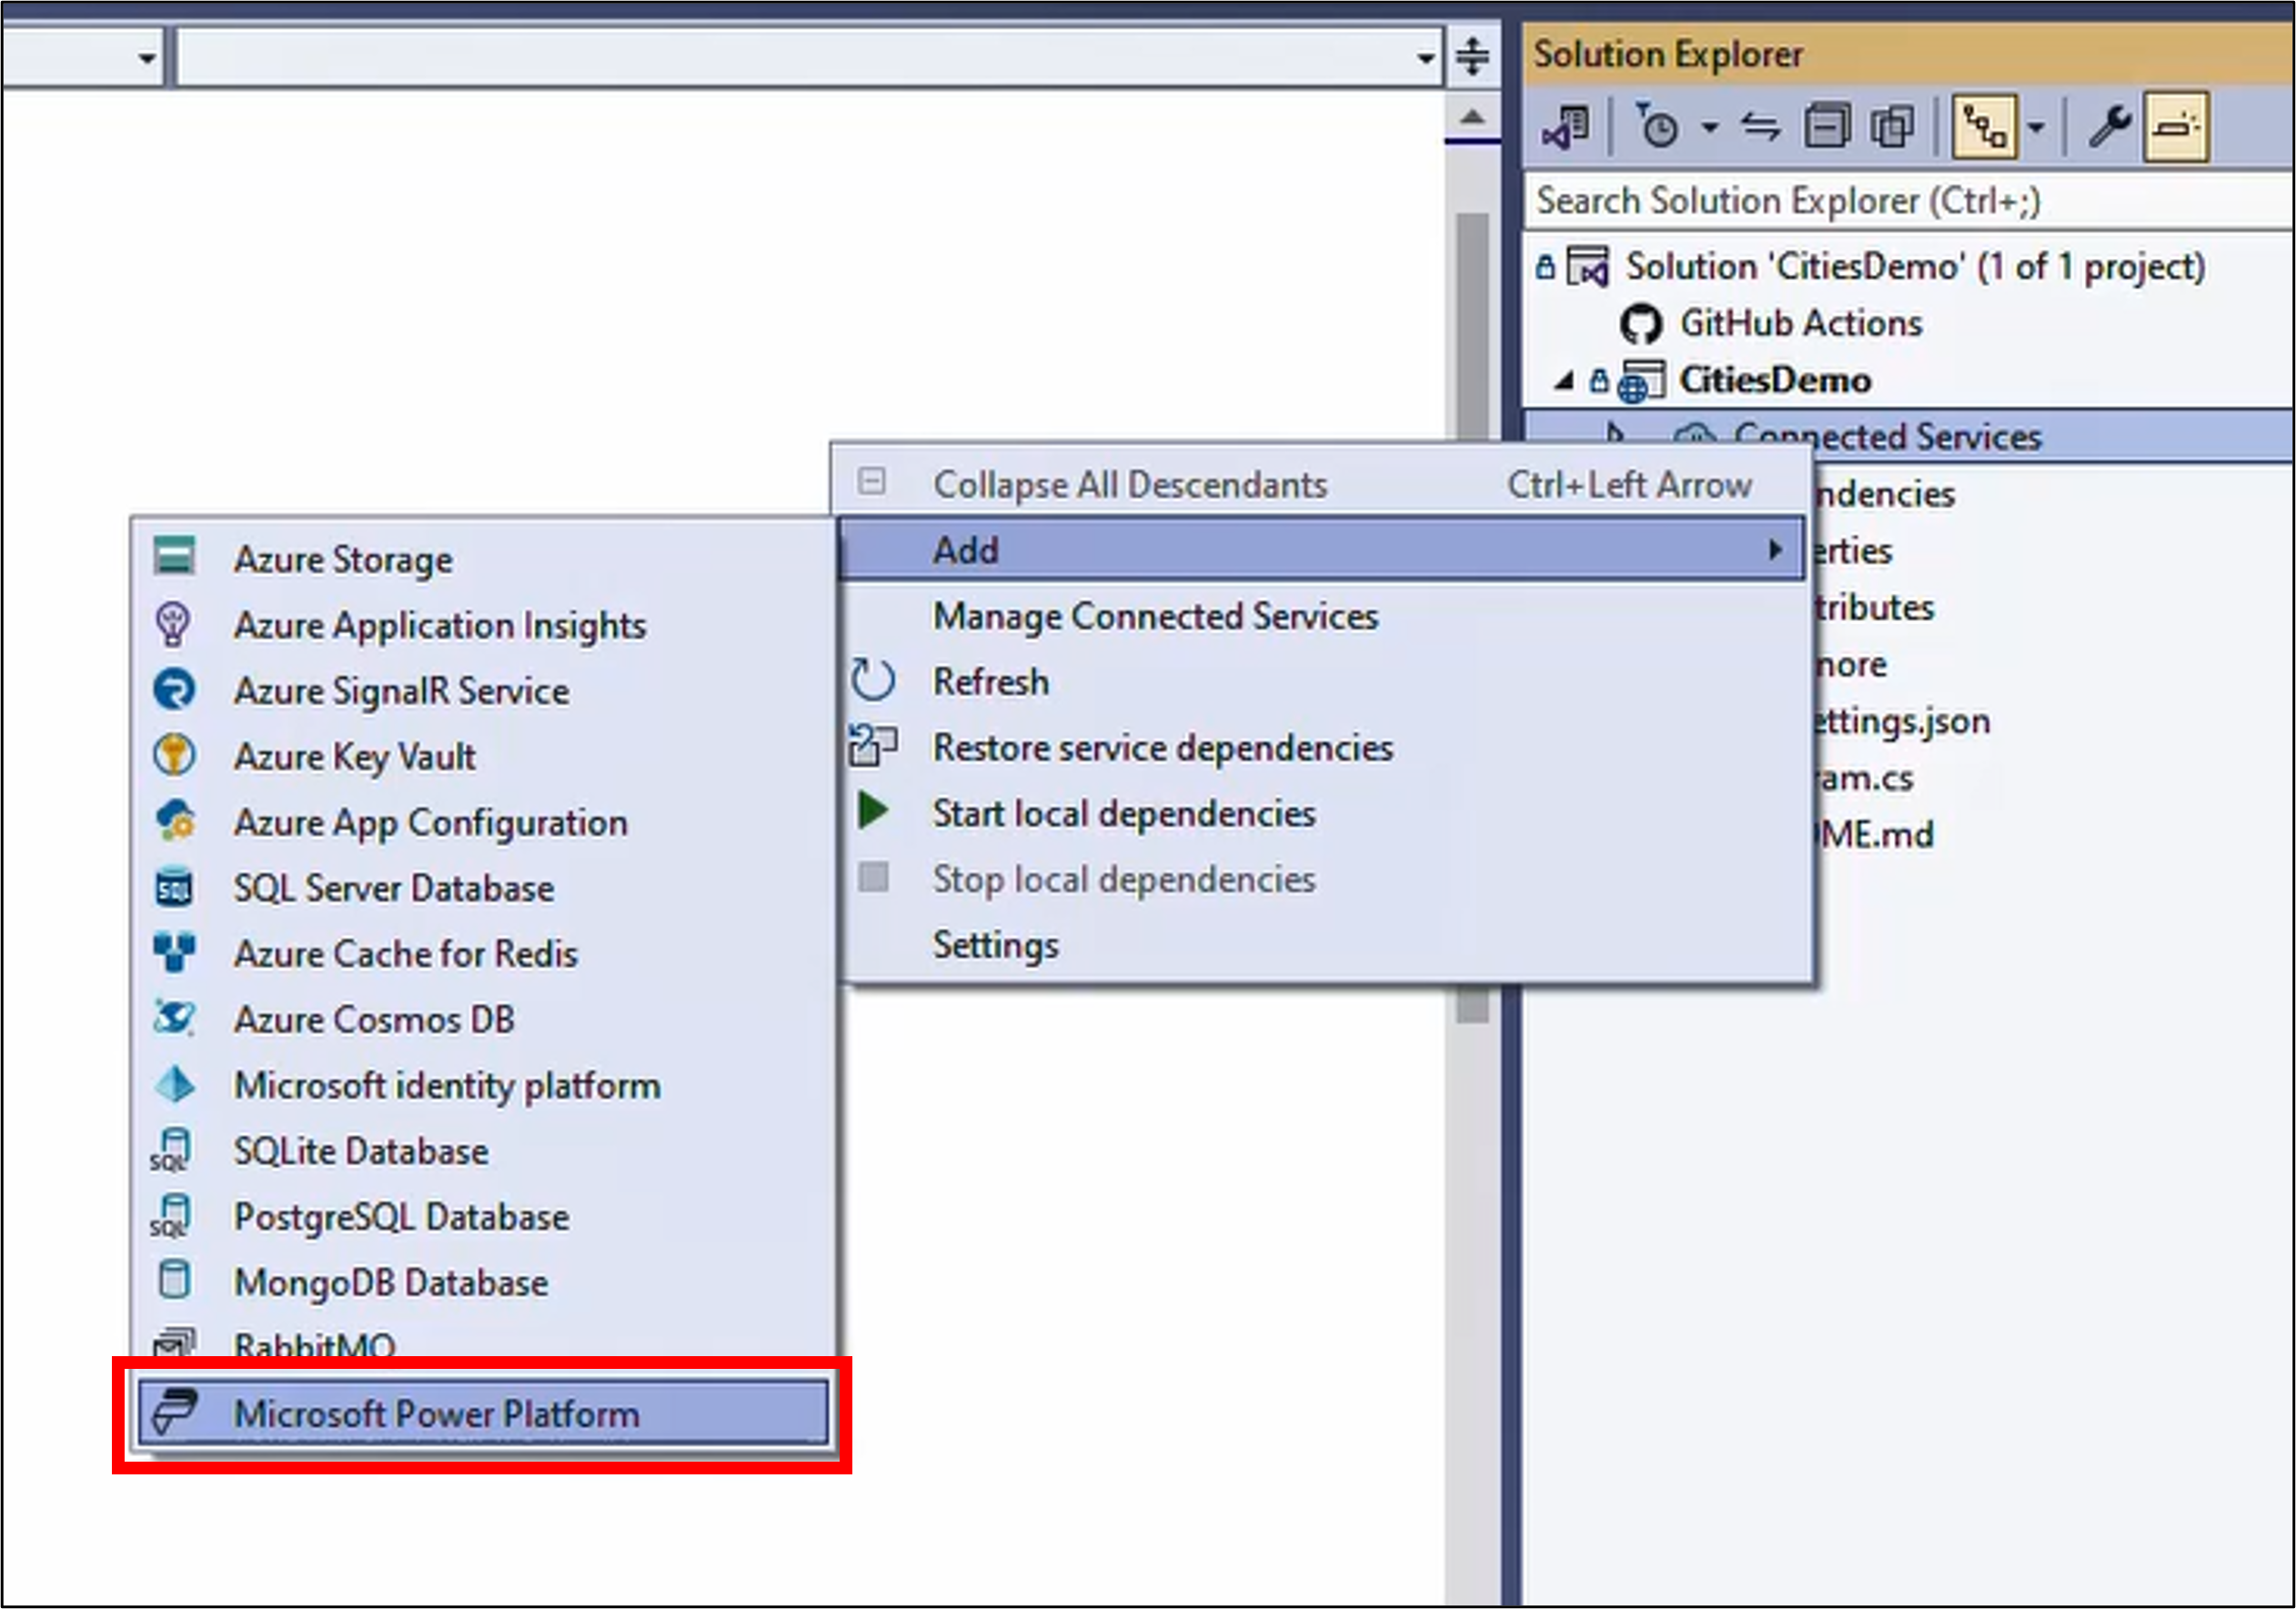 Solution Explorer
Search Solution Explorer (Ctrl+;)
Solution 'CitiesDemo' (1 of 1 project)
GitHub Actions
CitiesDemo
Connected Services
ndencies
erties
tributes
nore
ettings.json
ram.cs
ME.md
Collapse All Descendants Ctrl+Left Arrow
Add
Manage Connected Services
Refresh
Restore service dependencies
Start local dependencies
Stop local dependencies
Settings
Azure Storage
Azure Application Insights
Azure SignalR Service
Azure Key Vault
Azure App Configuration
SQL Server Database
Azure Cache for Redis
Azure Cosmos DB
Microsoft identity platform
SQLite Database
PostgreSQL Database
MongoDB Database
RabbitMQ
Microsoft Power Platform